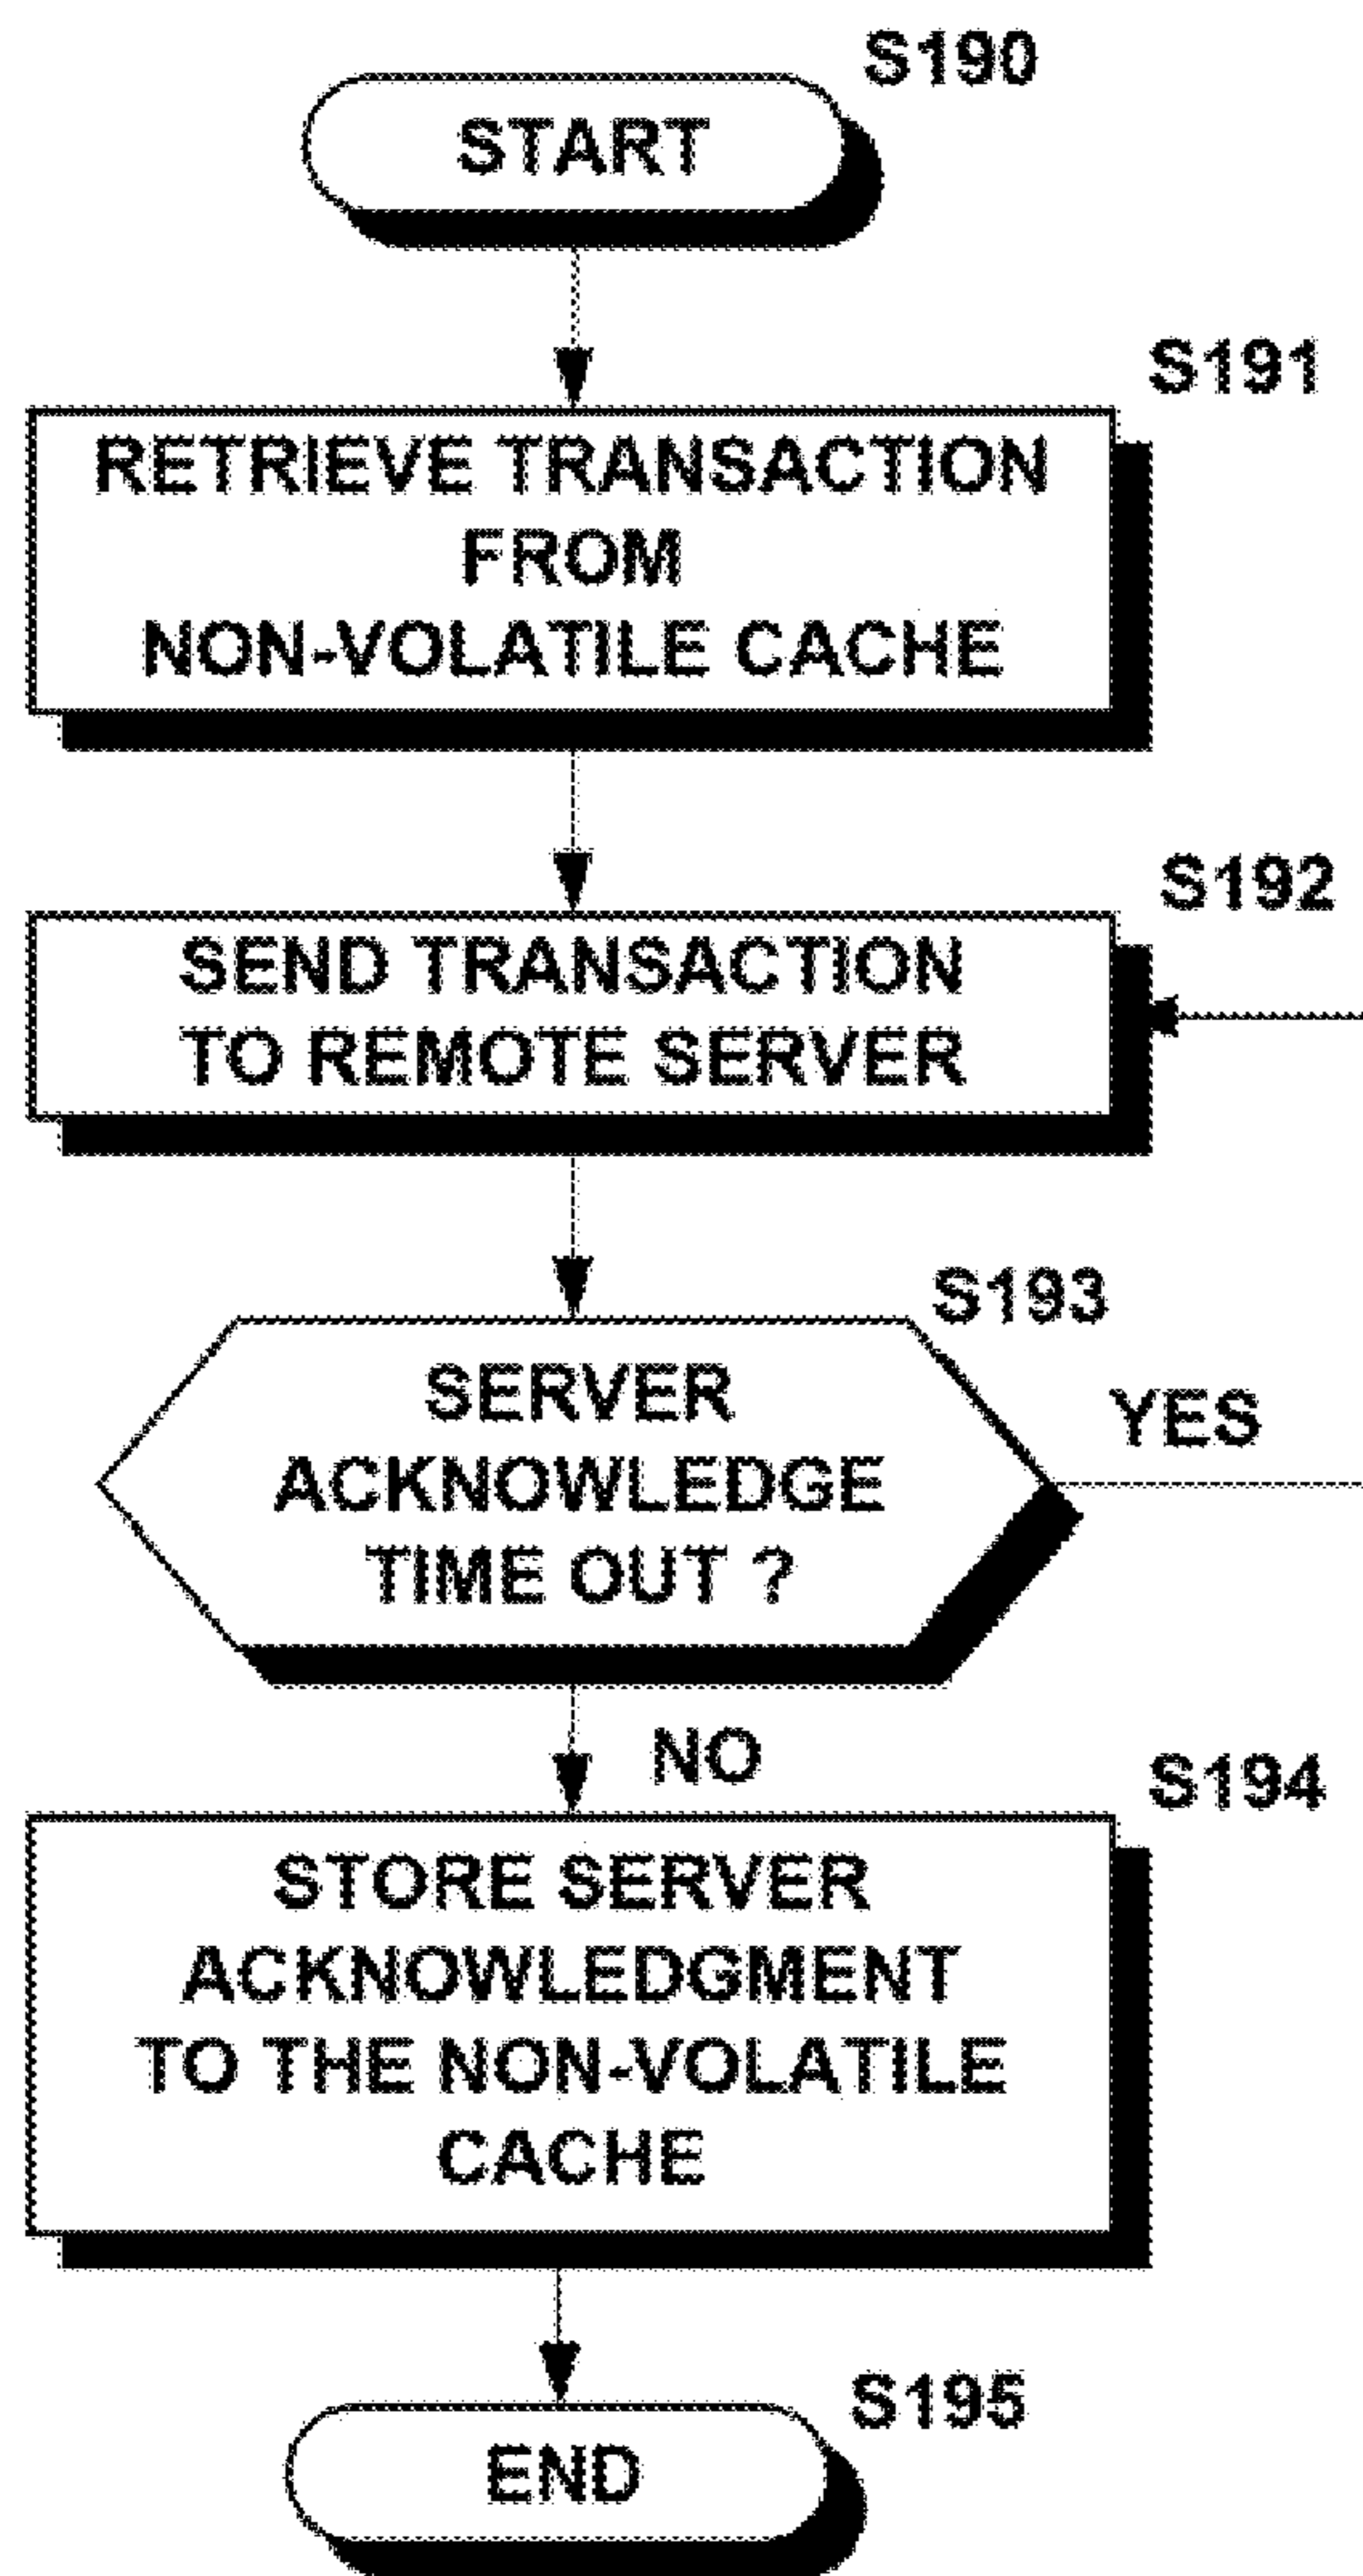 S190
START
S191
RETRIEVE TRANSACTION
FROM
NON-VOLATILE CACHE
S192
SEND TRANSACTION
TO REMOTE SERVER
S193
SERVER
ACKNOWLEDGE
TIME OUT ?
YES
NO
S194
STORE SERVER
ACKNOWLEDGMENT
TO THE NON-VOLATILE
CACHE
S195
END